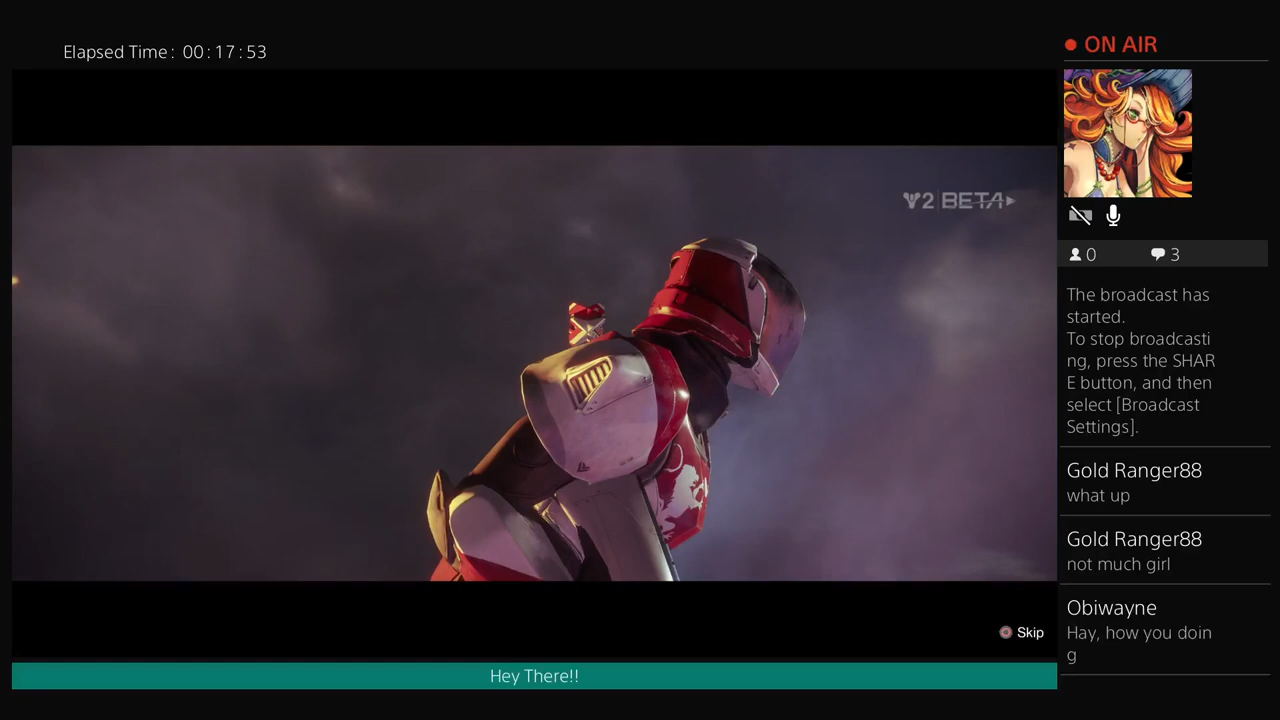 Elapsed Time: 00:17:53
ON AIR
2 BETA
0
3
The broadcast has
started.
To stop broadcasti
ng, press the SHAR
E button, and then
select [Broadcast
Settings].
Gold Ranger88
what up
Gold Ranger88
not much girl
Obiwayne
Hay, how you doin
g
Skip
Hey There!!